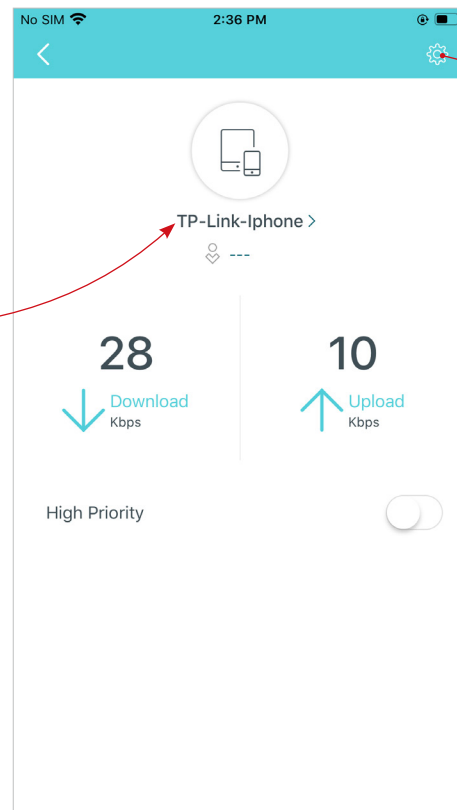 No SIM 2:36 PM
TP-Link-Iphone >
---
28 10
Download Upload
Kbps Kbps
High Priority